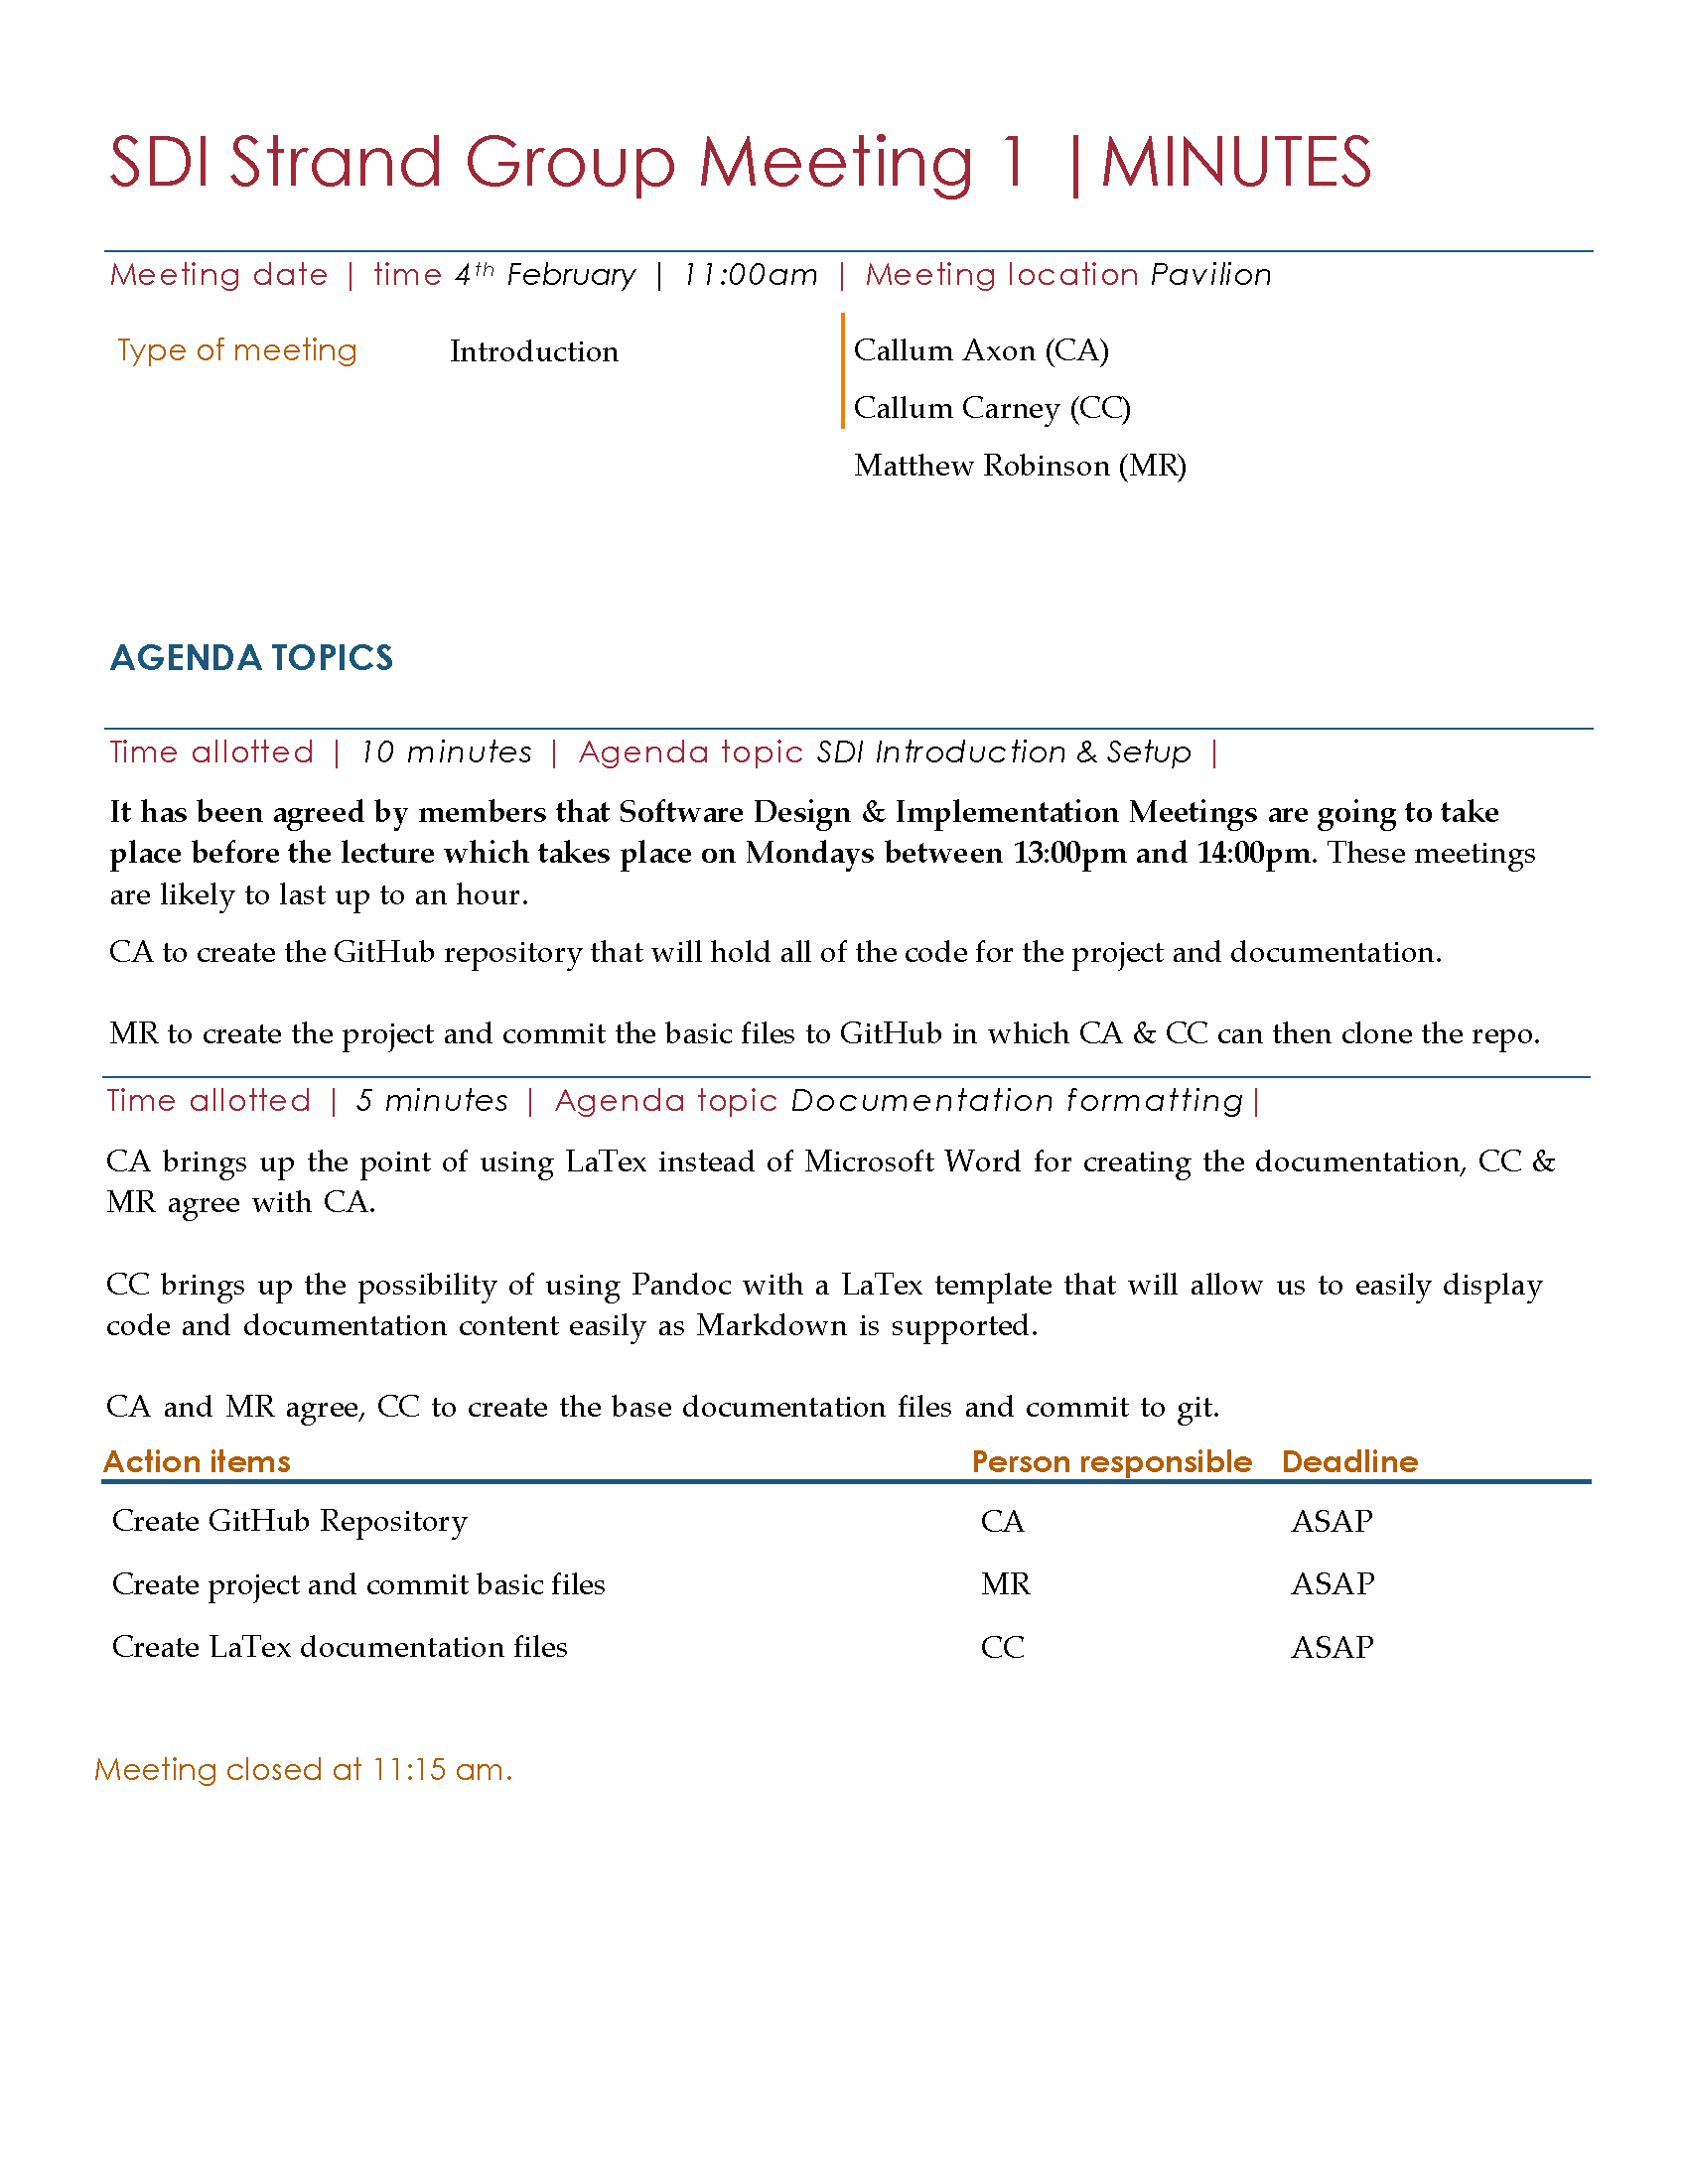 SDI Strand Group Meeting 1 |MINUTES
Meeting date | time 4th February | 11:00am | Meeting location Pavilion
Type of meeting Introduction
Callum Axon (CA)
Callum Carney (CC)
Matthew Robinson (MR)
AGENDA TOPICS
Time allotted | 10 minutes | Agenda topic SDI Introduction & Setup |
It has been agreed by members that Software Design & Implementation Meetings are going to take
place before the lecture which takes place on Mondays between 13:00pm and 14:00pm. These meetings
are likely to last up to an hour.
CA to create the GitHub repository that will hold all of the code for the project and documentation.
MR to create the project and commit the basic files to GitHub in which CA & CC can then clone the repo.
Time allotted | 5 minutes | Agenda topic Documentation formatting|
CA brings up the point of using LaTex instead of Microsoft Word for creating the documentation, CC &
MR agree with CA.
CC brings up the possibility of using Pandoc with a LaTex template that will allow us to easily display
code and documentation content easily as Markdown is supported.
CA and MR agree, CC to create the base documentation files and commit to git.
Action items Person responsible Deadline
Create GitHub Repository CA ASAP
Create project and commit basic files MR ASAP
Create LaTex documentation files CC ASAP
Meeting closed at 11:15 am.